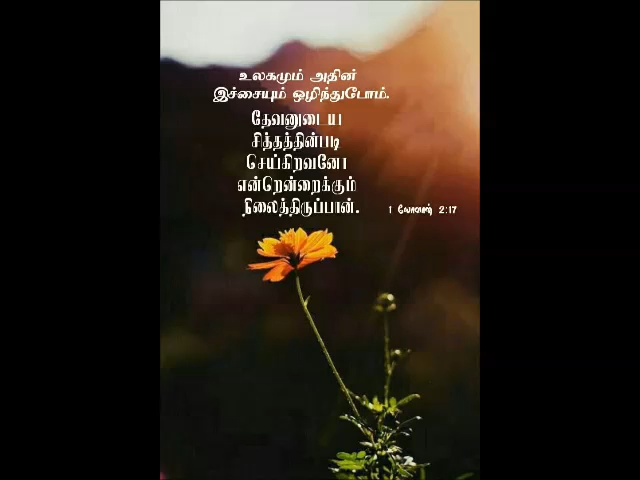 உலகமும் அதின்
இச்சையும் ஒழிந்துபோம்.
தேவனுடைய
சித்தத்தின்படி
செய்கிறவனோ
என்றென்றைக்கும்
நிலைத்திருப்பான்.
1 யோவான் 2:17